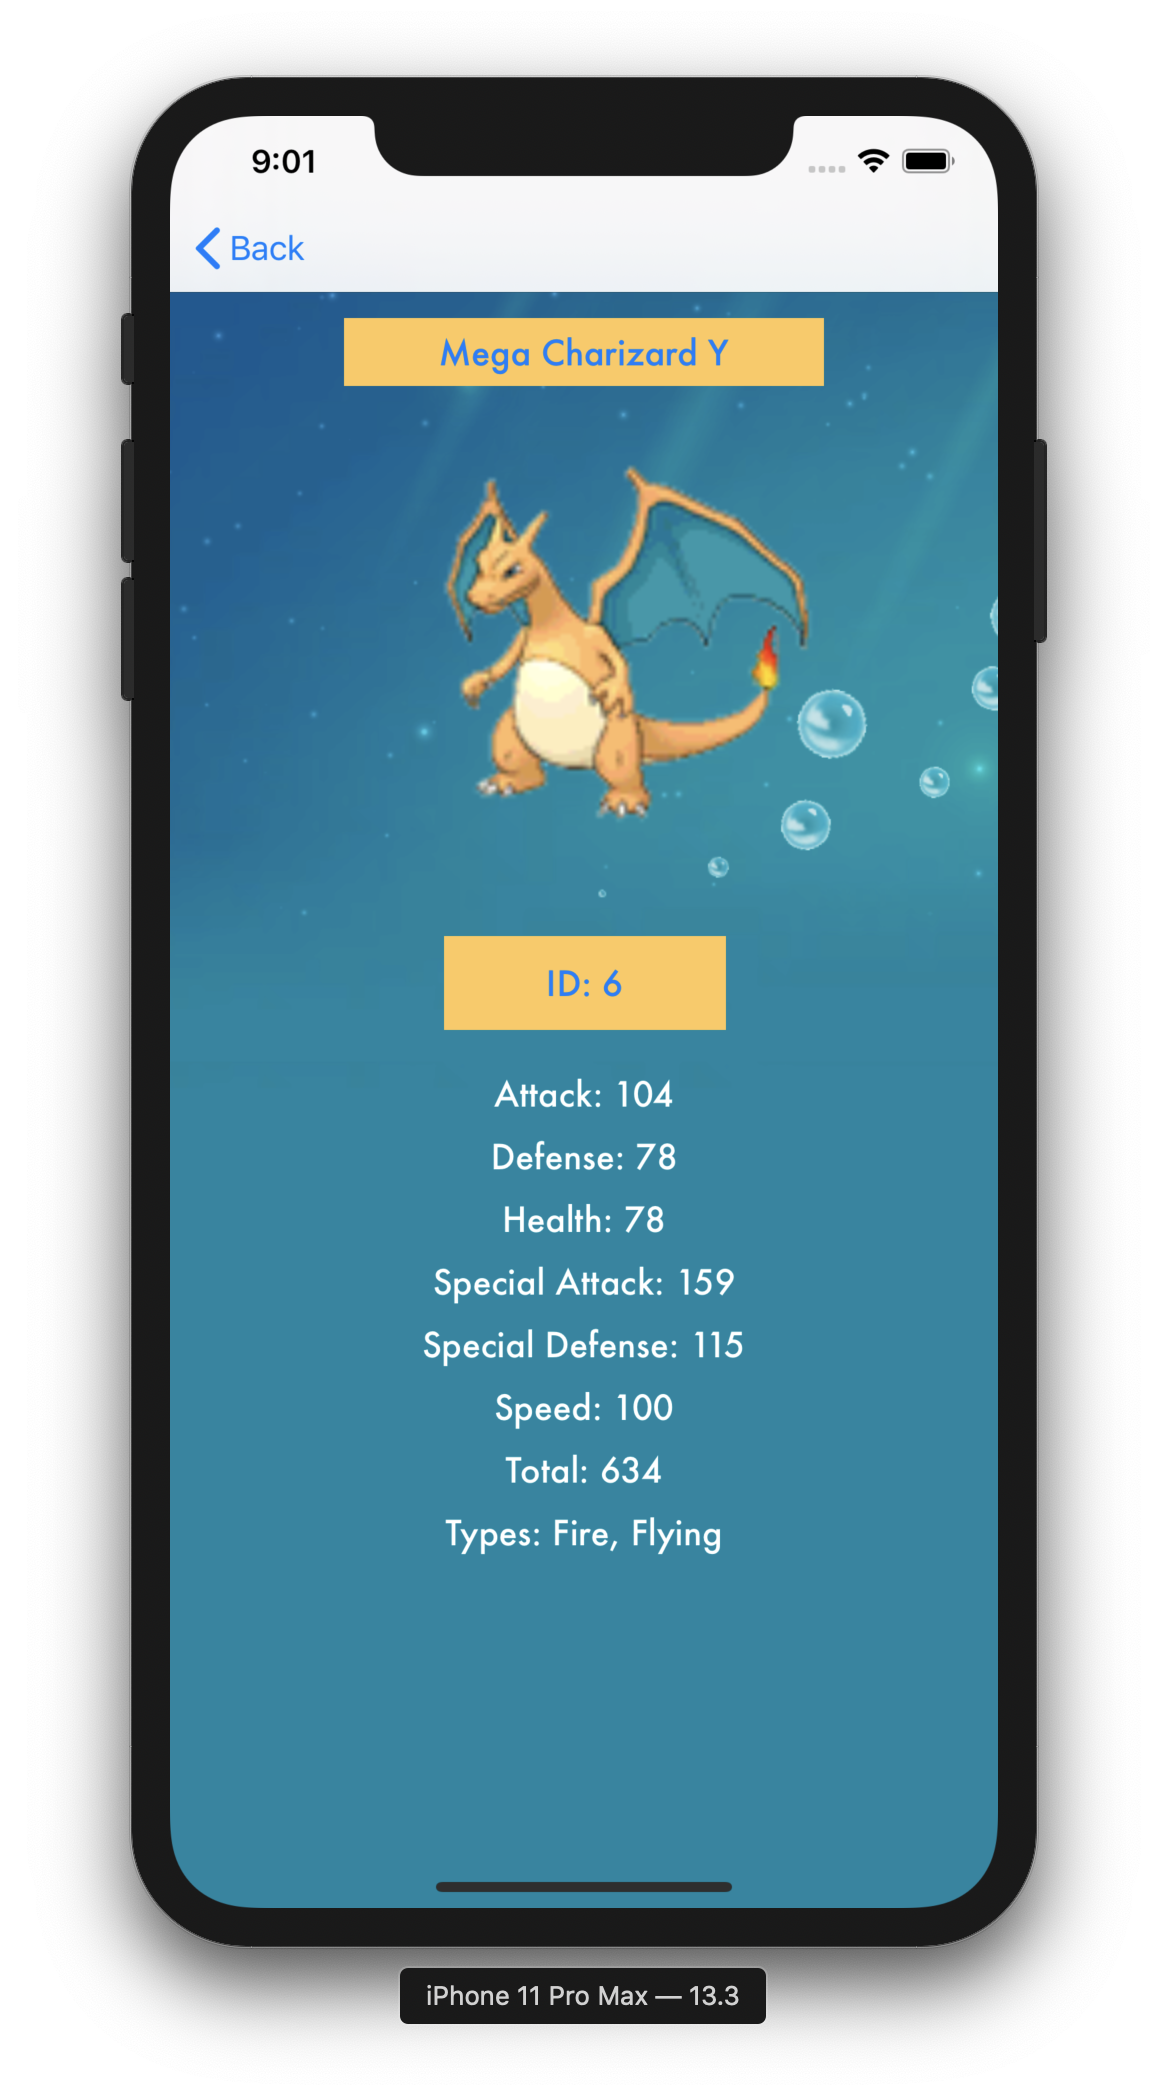 9:01
Back
Mega Charizard Y
ID: 6
Attack: 104
Defense: 78
Health: 78
Special Attack: 159
Special Defense: 115
Speed: 100
Total: 634
Types: Fire, Flying
iPhone 11 Pro Max — 13.3